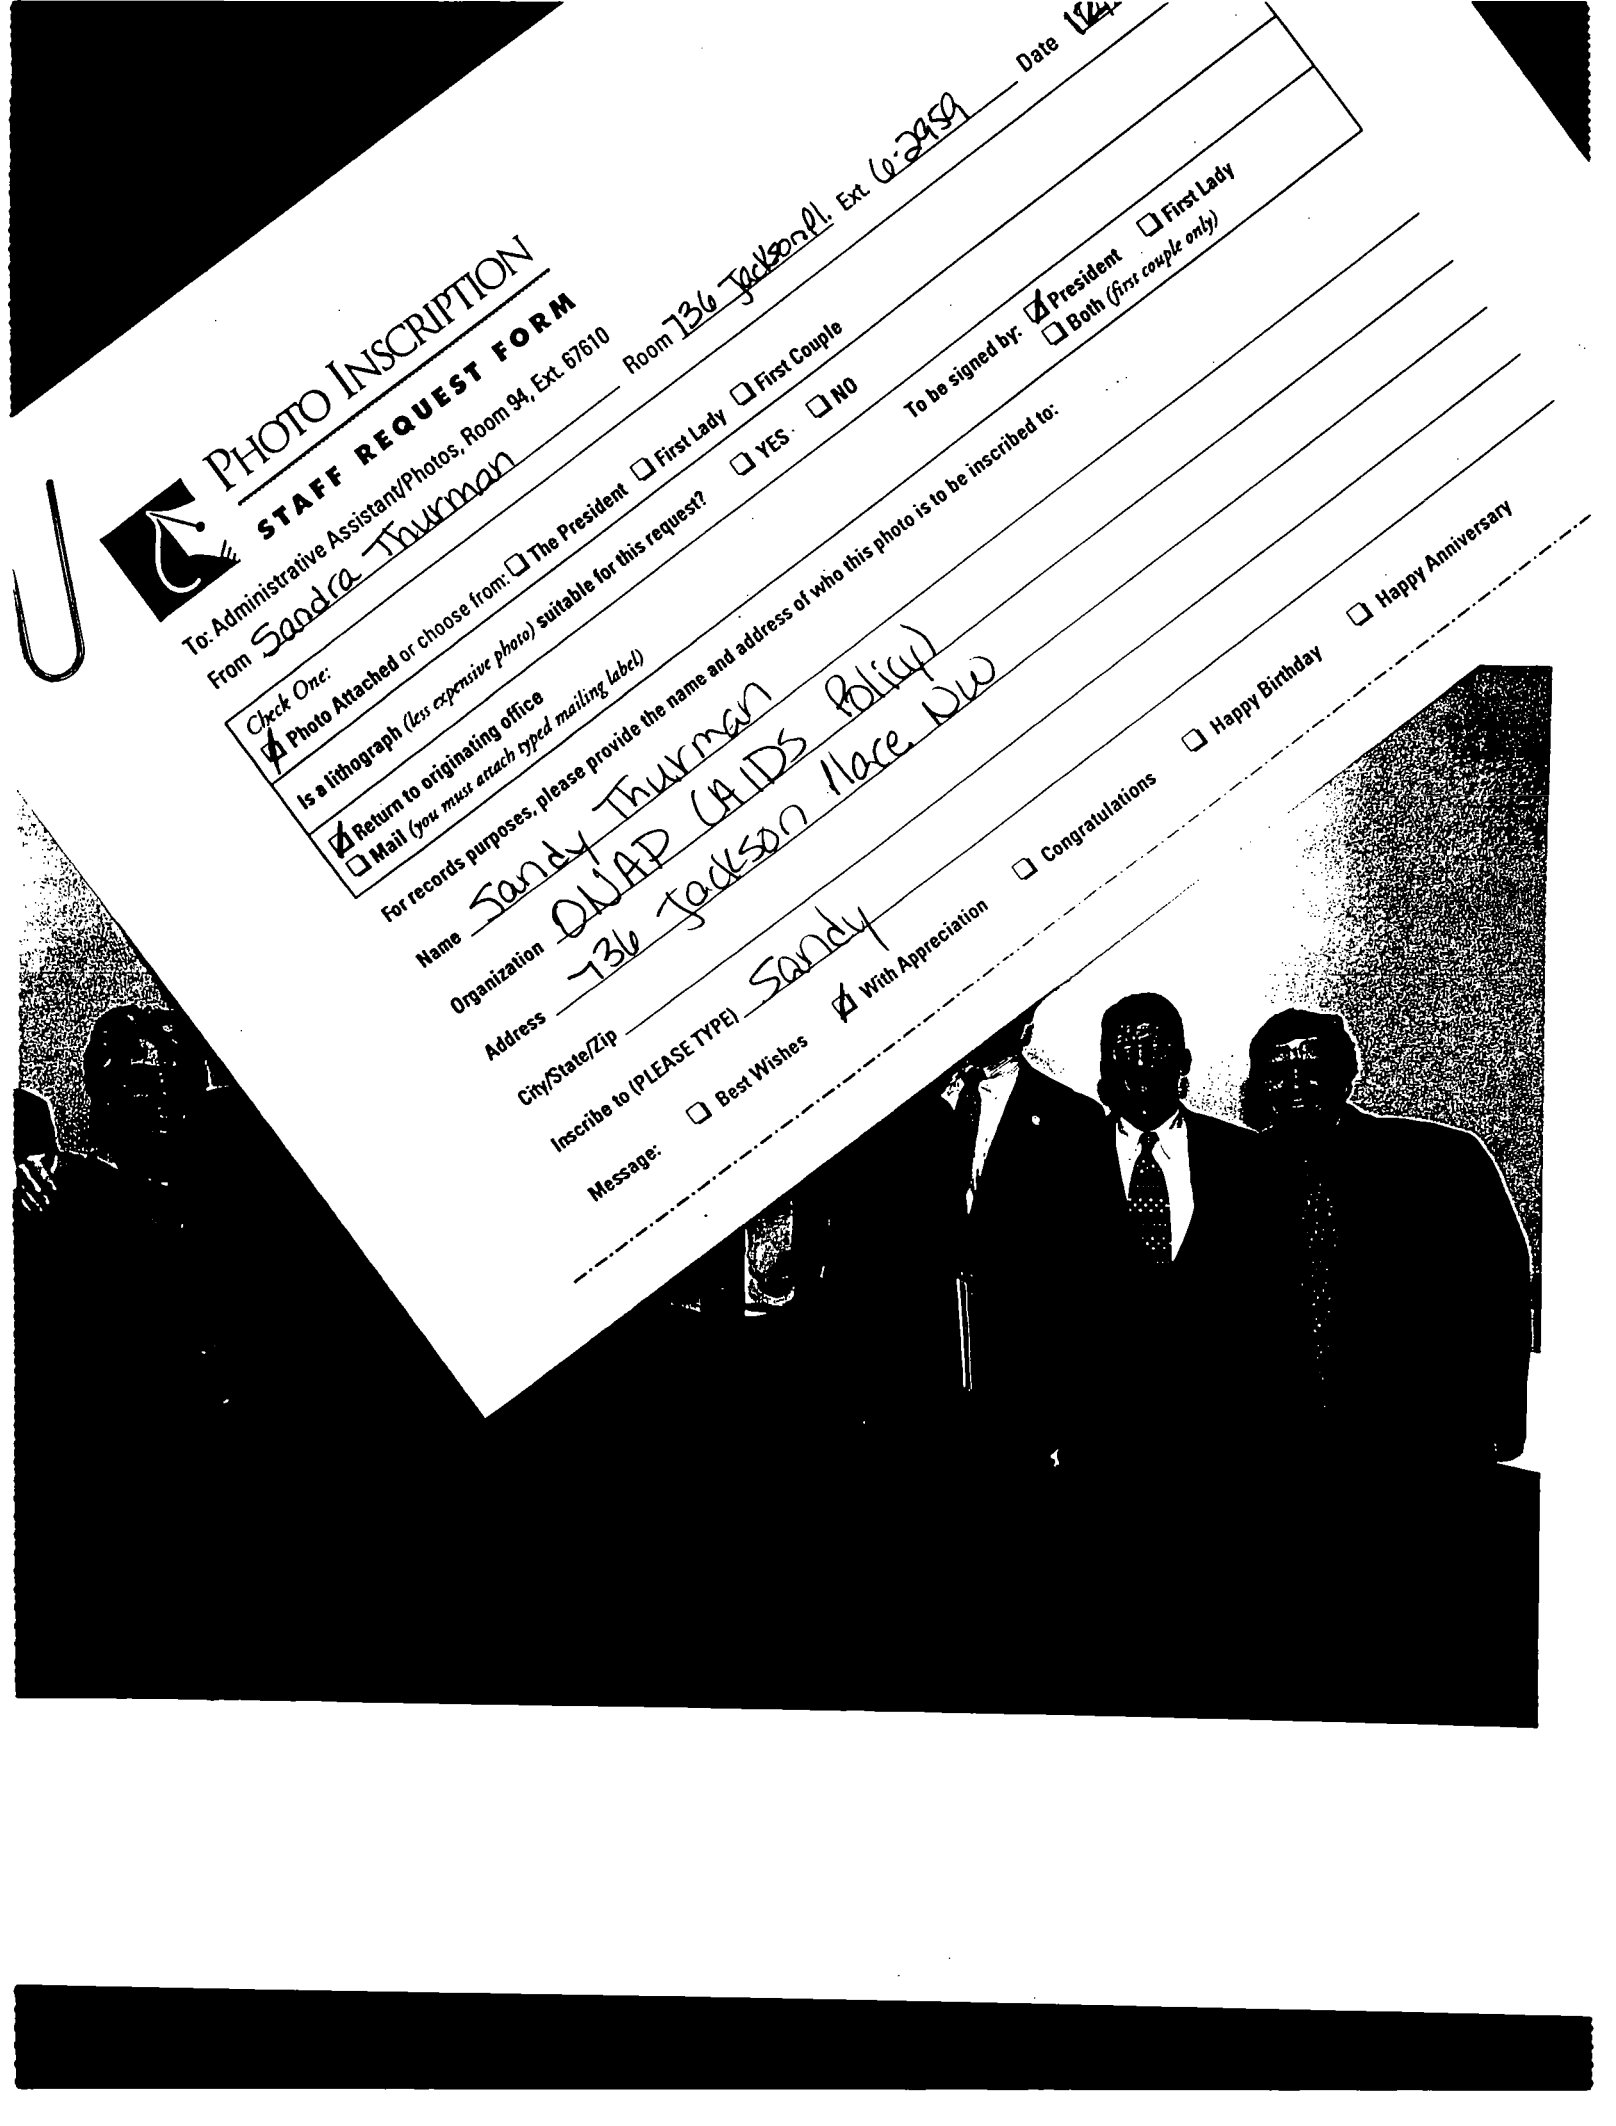 PHOTO INSCRIPTION
STAFF REQUEST FORM
To: Administrative Assistant/Photos, Room 94, Ext. 67610
From Sandra Thurman Room 736 Jackson Pl. Ext. 6-2959 Date
Check One:
Photo Attached or choose from: ❑ The President ❑ First Lady ❑ First Couple
Is a lithograph (less expensive photo) suitable for this request? ❑ YES ❑ NO
☑ Return to originating office To be signed by: ☑ President ❑ First Lady
❑ Mail (you must attach typed mailing label) ❑ Both (first couple only)
For records purposes, please provide the name and address of who this photo is to be inscribed to:
Name Sandy Thurman
Organization ONAP (AIDS Policy)
Address 736 Jackson Place, NW
City/State/Zip
Inscribe to (PLEASE TYPE) Sandy
Message: ❑ Best Wishes ☑ With Appreciation ❑ Congratulations ❑ Happy Birthday ❑ Happy Anniversary